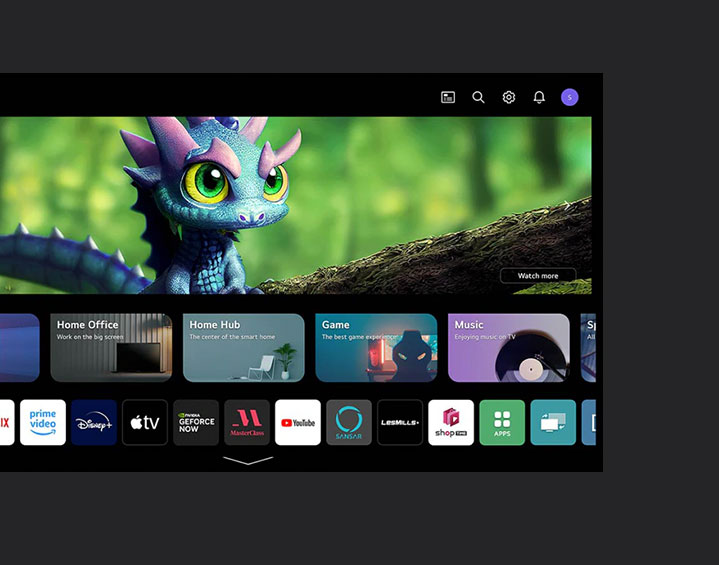 S
Watch more
Home Office
Work on the big screen
Home Hub
The center of the smart home
Game
The best game experience
Music
Enjoying music on TV
Sp
All
IX
prime
video
Disney+
tv
NVIDIA
GEFORCE
NOW
MasterClass
YouTube
SANSAR
LESMILLS+
shopTIME
APPS